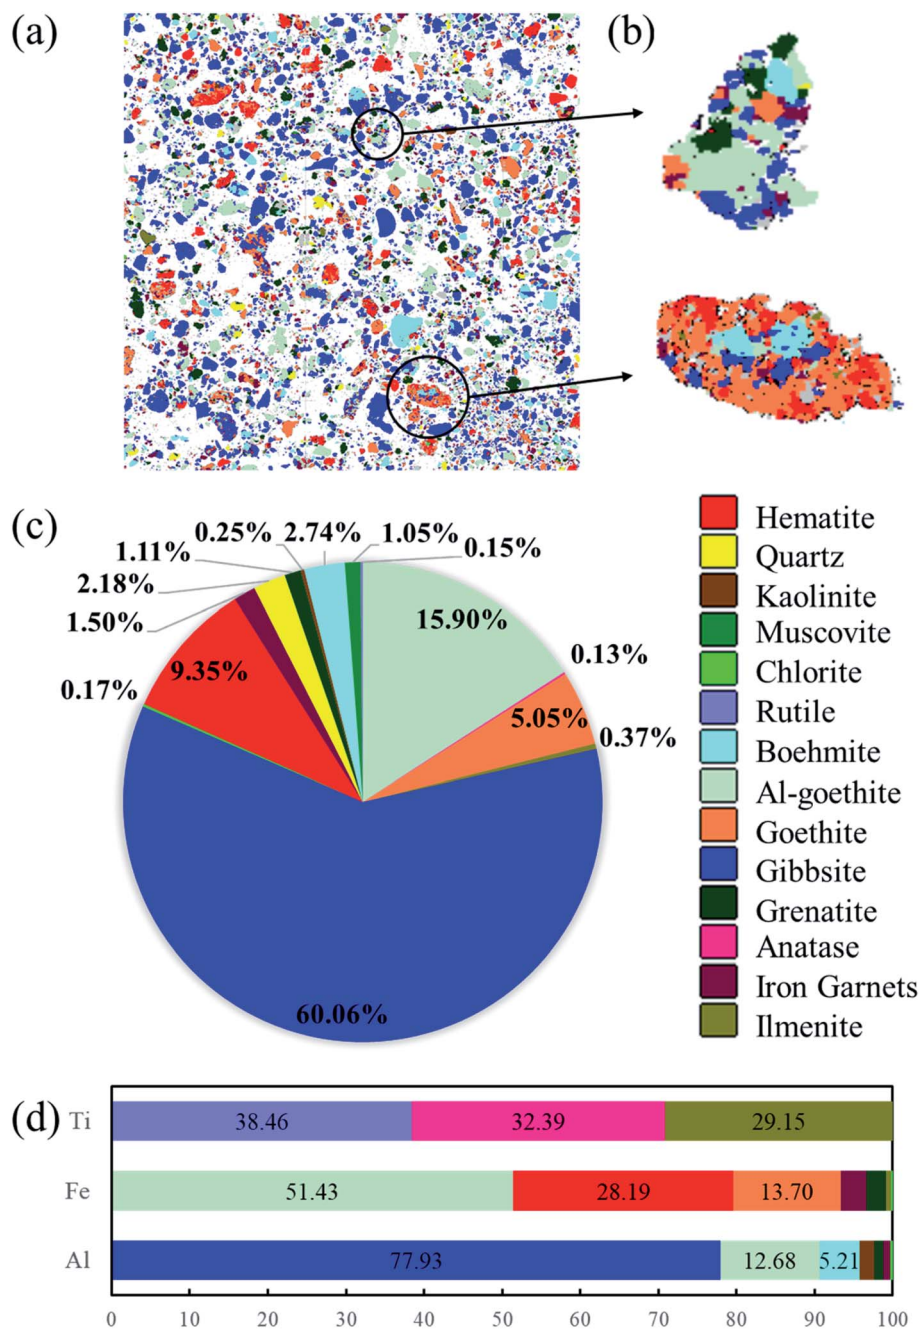 (a)
(b)
(c)
0.25%
2.74%
1.05%
1.11%
0.15%
2.18%
1.50%
15.90%
0.13%
9.35%
0.17%
5.05%
0.37%
60.06%
Hematite
Quartz
Kaolinite
Muscovite
Chlorite
Rutile
Boehmite
Al-goethite
Goethite
Gibbsite
Grenatite
Anatase
Iron Garnets
Ilmenite
(d)
Ti 38.46 32.39 29.15
Fe 51.43 28.19 13.70
Al 77.93 12.68 5.21
0 10 20 30 40 50 60 70 80 90 100